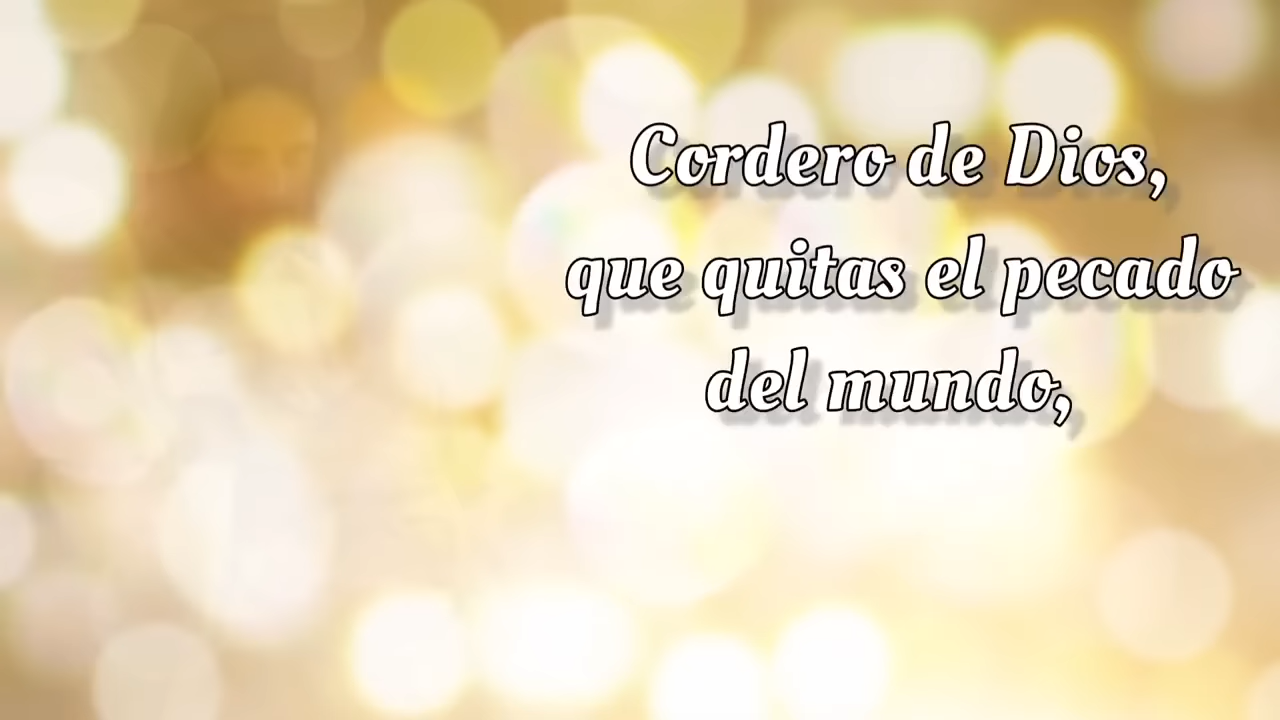 Cordero de Dios,
que quitas el pecado
del mundo,